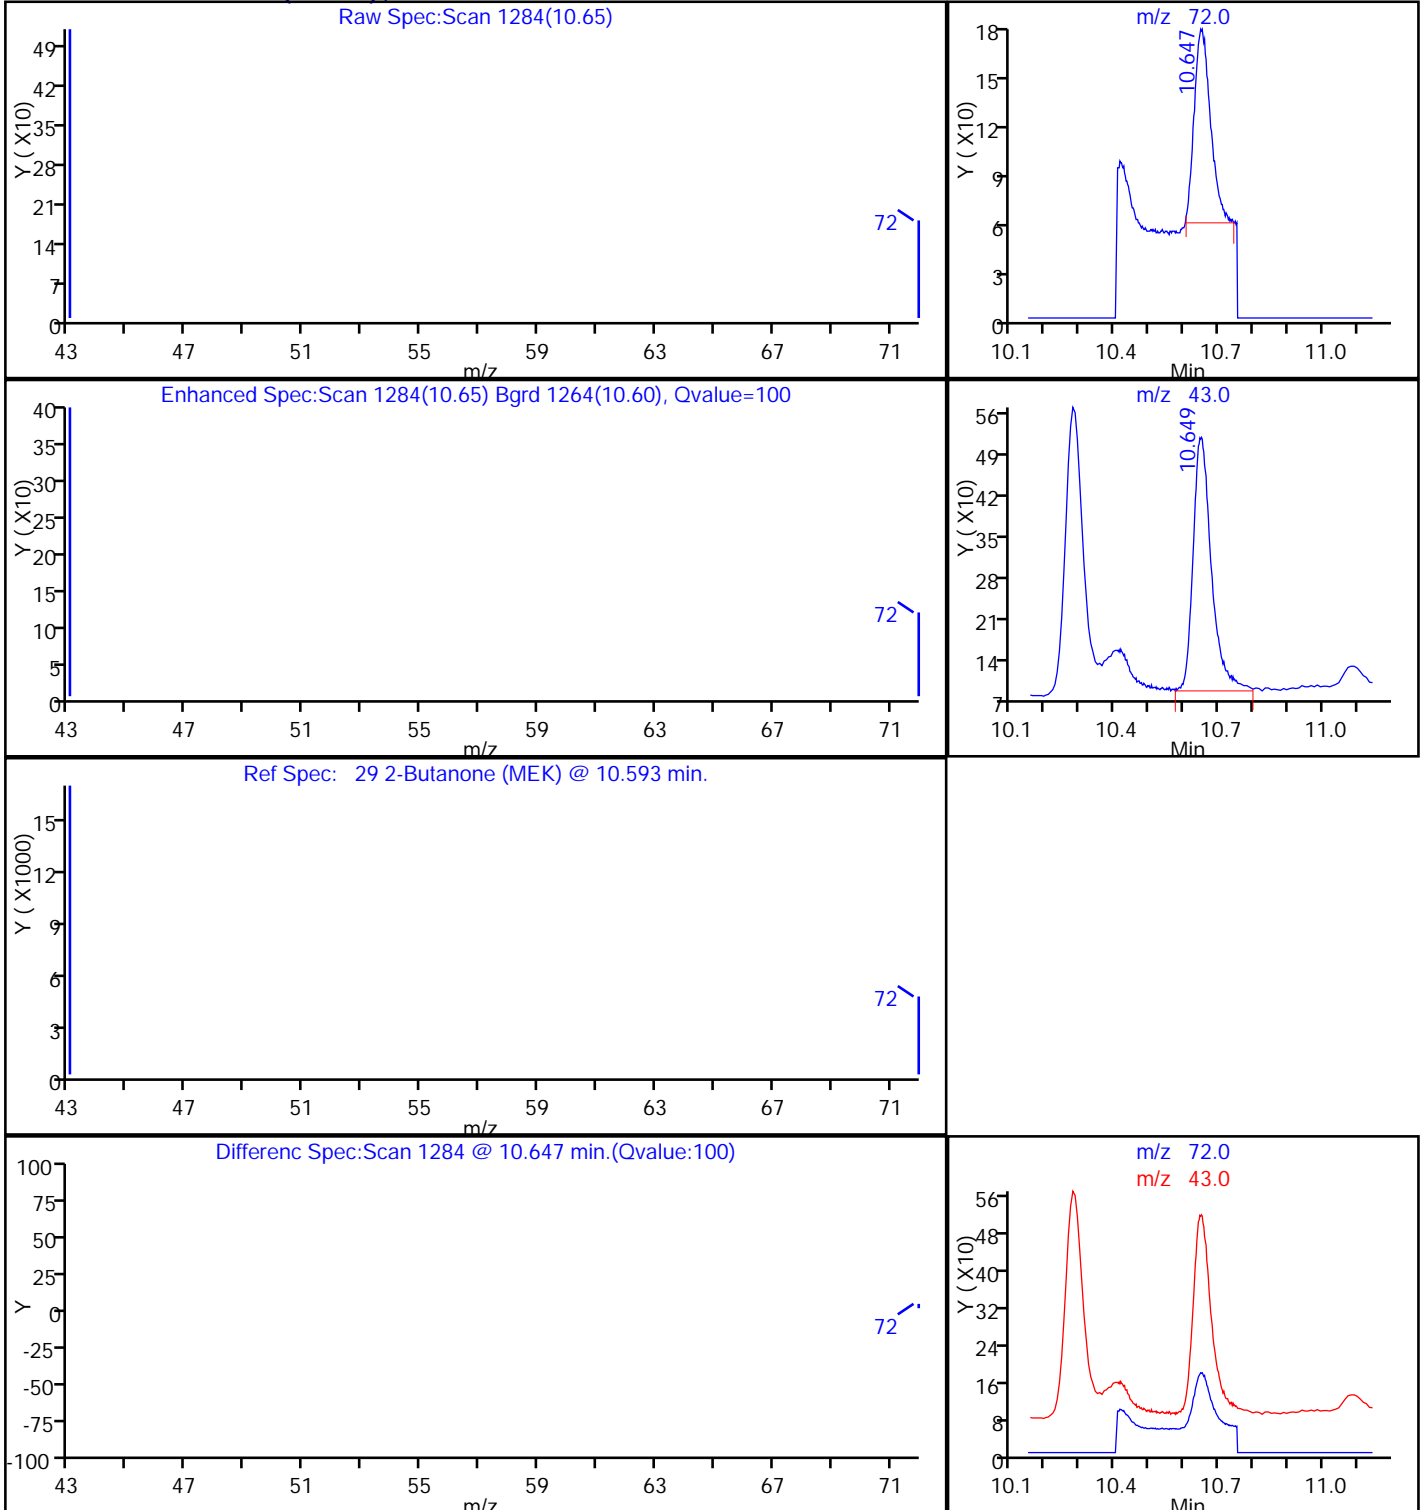 Raw Spec:Scan 1284(10.65)
Y ( X10)
49
42
35
28
21
14
7
0
72
43 47 51 55 59 63 67 71
m/z
m/z 72.0
Y ( X10)
18
15
12
9
6
3
0
10.647
10.1 10.4 10.7 11.0
Min
Enhanced Spec:Scan 1284(10.65) Bgrd 1264(10.60), Qvalue=100
Y ( X10)
40
35
30
25
20
15
10
5
0
72
43 47 51 55 59 63 67 71
m/z
m/z 43.0
Y ( X10)
56
49
42
35
28
21
14
7
10.649
10.1 10.4 10.7 11.0
Min
Ref Spec: 29 2-Butanone (MEK) @ 10.593 min.
Y ( X1000)
15
12
9
6
3
0
72
43 47 51 55 59 63 67 71
m/z
Differenc Spec:Scan 1284 @ 10.647 min.(Qvalue:100)
Y
100
75
50
25
0
-25
-50
-75
-100
72
43 47 51 55 59 63 67 71
m/z
m/z 72.0
m/z 43.0
Y ( X10)
56
48
40
32
24
16
8
0
10.1 10.4 10.7 11.0
Min